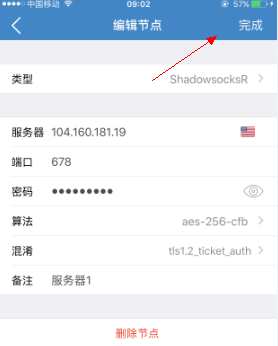 中国移动 09:02 57%
编辑节点 完成
类型 ShadowsocksR
服务器 104.160.181.19
端口 678
密码 ●●●●●●●●●
算法 aes-256-cfb
混淆 tls1.2_ticket_auth
备注 服务器1
删除节点